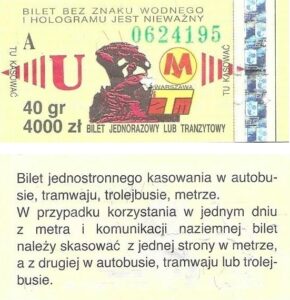 BILET BEZ ZNAKU WODNEGO
I HOLOGRAMU JEST NIEWAŻNY
A 0624195
TU KASOWAĆ
U
M
TU KASOWAĆ
WARSZAWA
ZTM
40 gr
4000 zł BILET JEDNORAZOWY LUB TRANZYTOWY
Bilet jednostronnego kasowania w autobu-
sie, tramwaju, trolejbusie, metrze.
W przypadku korzystania w jednym dniu
z metra i komunikacji naziemnej bilet
należy skasować z jednej strony w metrze,
a z drugiej w autobusie, tramwaju lub trolej-
busie.